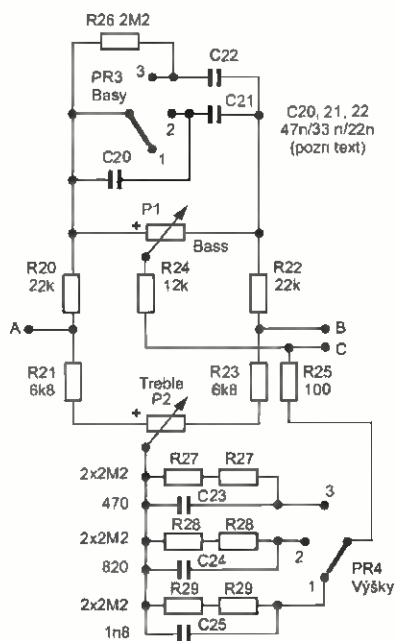 R26 2M2
C22
3
PR3
Basy
C21
2
C20, 21, 22
47n/33 n/22n
(pozn text)
1
C20
P1
+
Bass
R20
22k
R24
12k
R22
22k
A
B
C
R21
6k8
R23
6k8
R25
100
Treble
P2
+
2x2M2
R27
R27
470
C23
3
2x2M2
R28
R28
820
C24
2
PR4
Výšky
1
2x2M2
R29
R29
1n8
C25